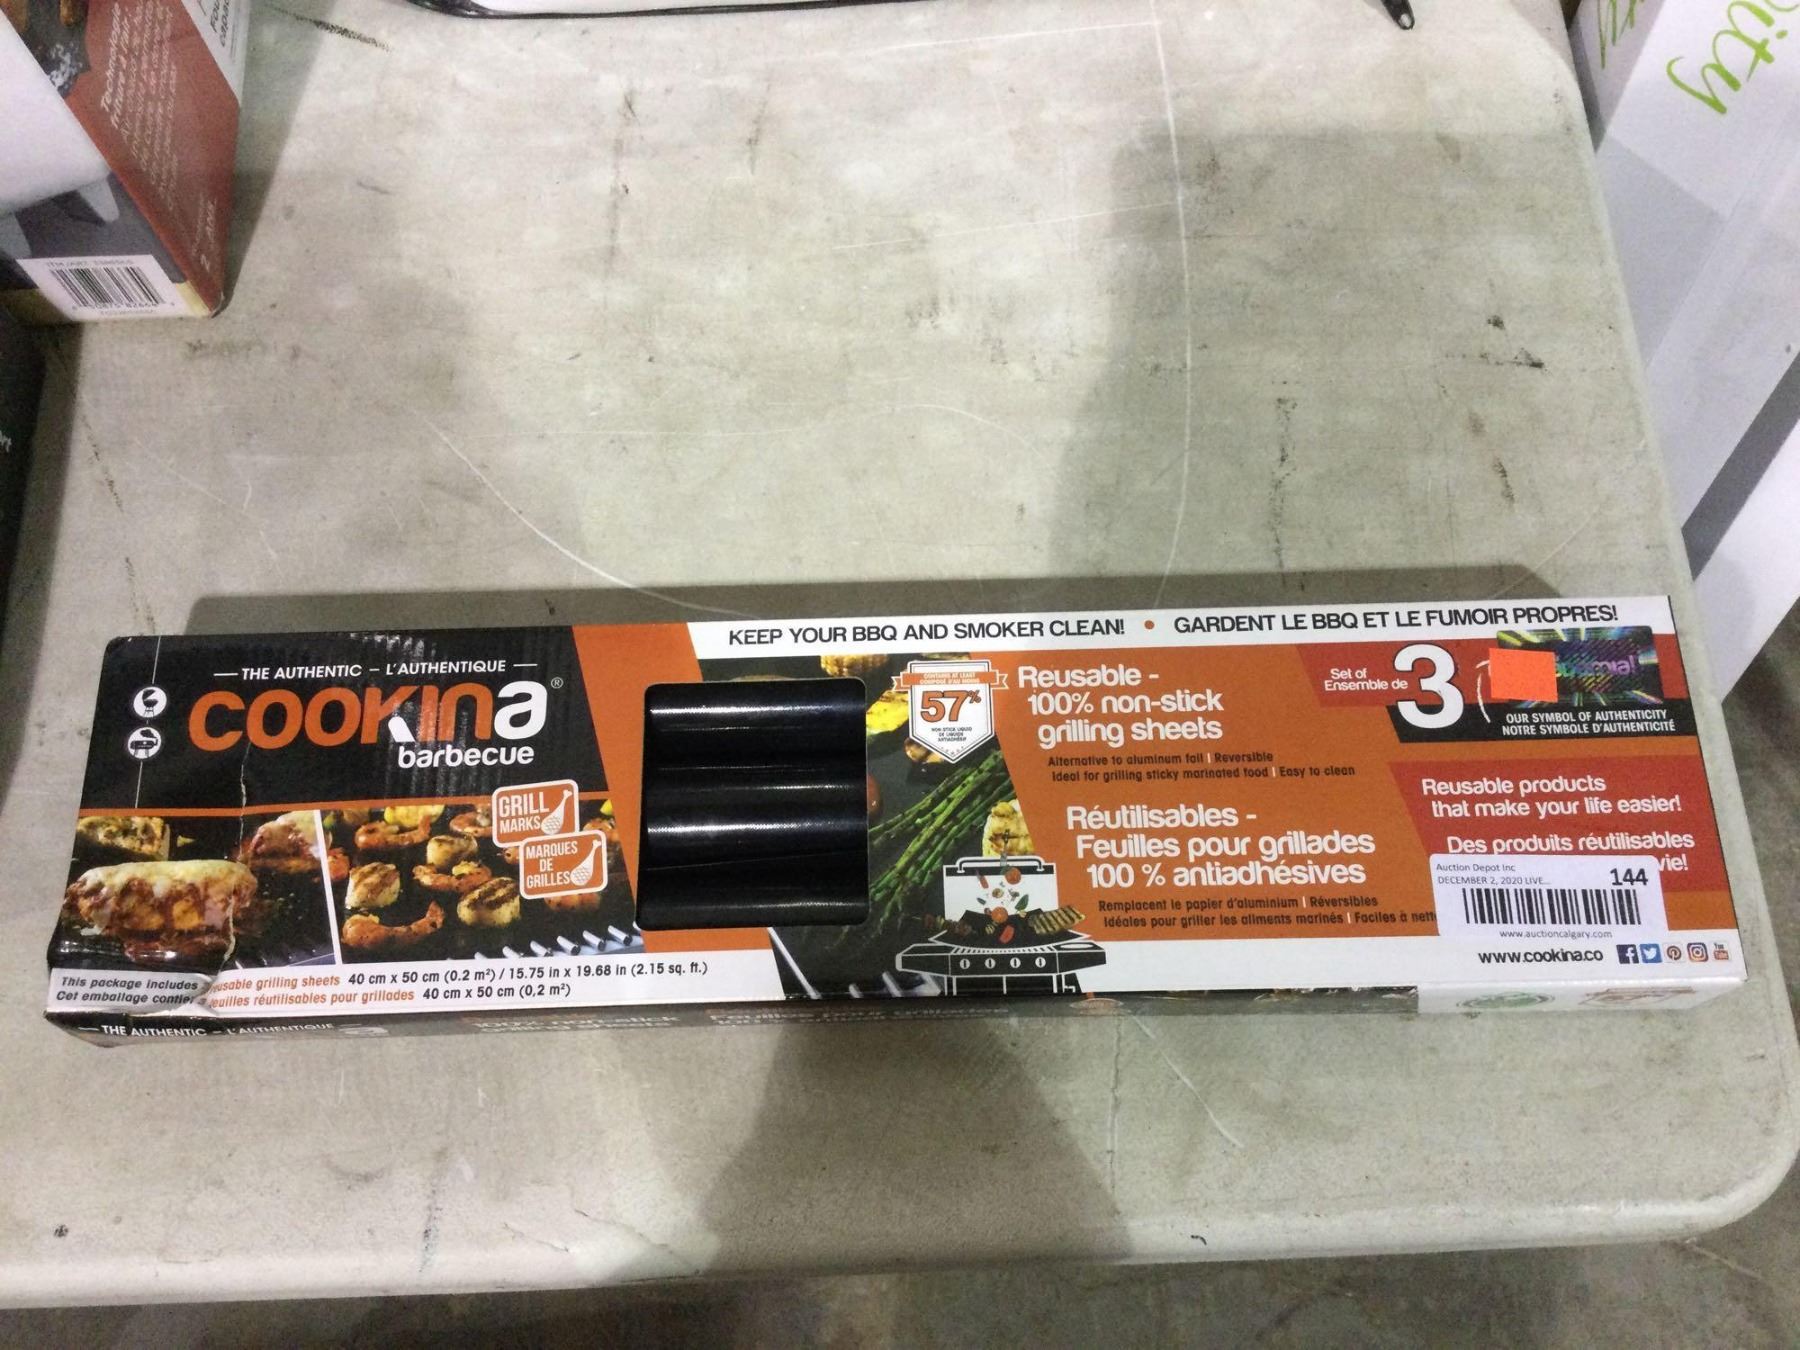 KEEP YOUR BBQ AND SMOKER CLEAN! • GARDENT LE BBQ ET LE FUMOIR PROPRES!
— THE AUTHENTIC – L'AUTHENTIQUE —
cookina®
barbecue
GRILL
MARKS
MARQUES
DE
GRILLES
This package includes
usable grilling sheets 40 cm x 50 cm (0.2 m²) / 15.75 in x 19.68 in (2.15 sq. ft.)
Cet emballage
euilles réutilisables pour grillades 40 cm x 50 cm (0,2 m²)
CONTAINS AT LEAST
57%
Reusable -
100% non-stick
grilling sheets
Alternative to aluminum foil | Reversible
Ideal for grilling sticky marinated food | Easy to clean
Réutilisables -
Feuilles pour grillades
100 % antiadhésives
Remplacent le papier d'aluminium | Réversibles
Idéales pour griller les aliments marinés | Faciles à nett
Set of
Ensemble de
3
OUR SYMBOL OF AUTHENTICITY
NOTRE SYMBOLE D'AUTHENTICITÉ
Reusable products
that make your life easier!
Des produits réutilisables
vie!
Auction Depot Inc
DECEMBER 2, 2020 LIVE...
144
www.auctioncalgary.com
www.cookina.co
— THE AUTHENTIC – L'AUTHENTIQUE
ity